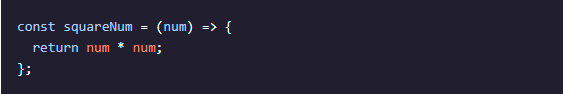 const squareNum = (num) => {
  return num * num;
};